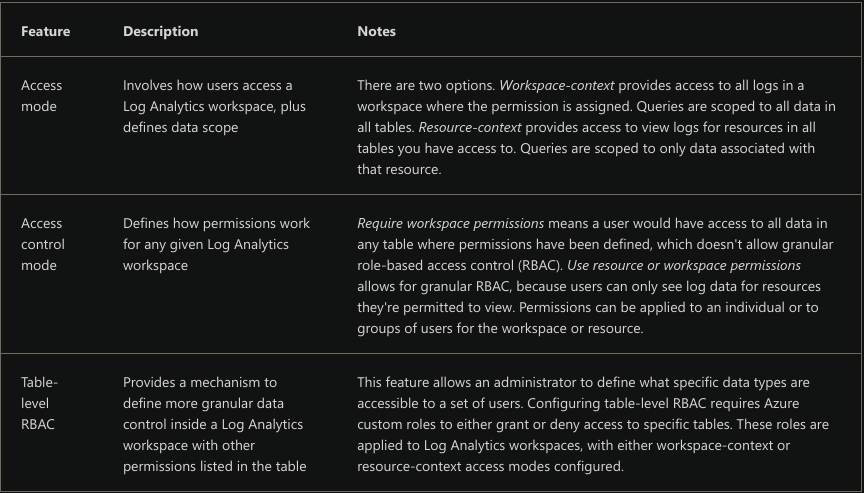 Feature Description Notes
Access mode
Involves how users access a
Log Analytics workspace, plus
defines data scope
There are two options. Workspace-context provides access to all logs in a
workspace where the permission is assigned. Queries are scoped to all data in
all tables. Resource-context provides access to view logs for resources in all
tables you have access to. Queries are scoped to only data associated with
that resource.
Access
control
mode
Defines how permissions work
for any given Log Analytics
workspace
Require workspace permissions means a user would have access to all data in
any table where permissions have been defined, which doesn't allow granular
role-based access control (RBAC). Use resource or workspace permissions
allows for granular RBAC, because users can only see log data for resources
they're permitted to view. Permissions can be applied to an individual or to
groups of users for the workspace or resource.
Table-
level
RBAC
Provides a mechanism to
define more granular data
control inside a Log Analytics
workspace with other
permissions listed in the table
This feature allows an administrator to define what specific data types are
accessible to a set of users. Configuring table-level RBAC requires Azure
custom roles to either grant or deny access to specific tables. These roles are
applied to Log Analytics workspaces, with either workspace-context or
resource-context access modes configured.